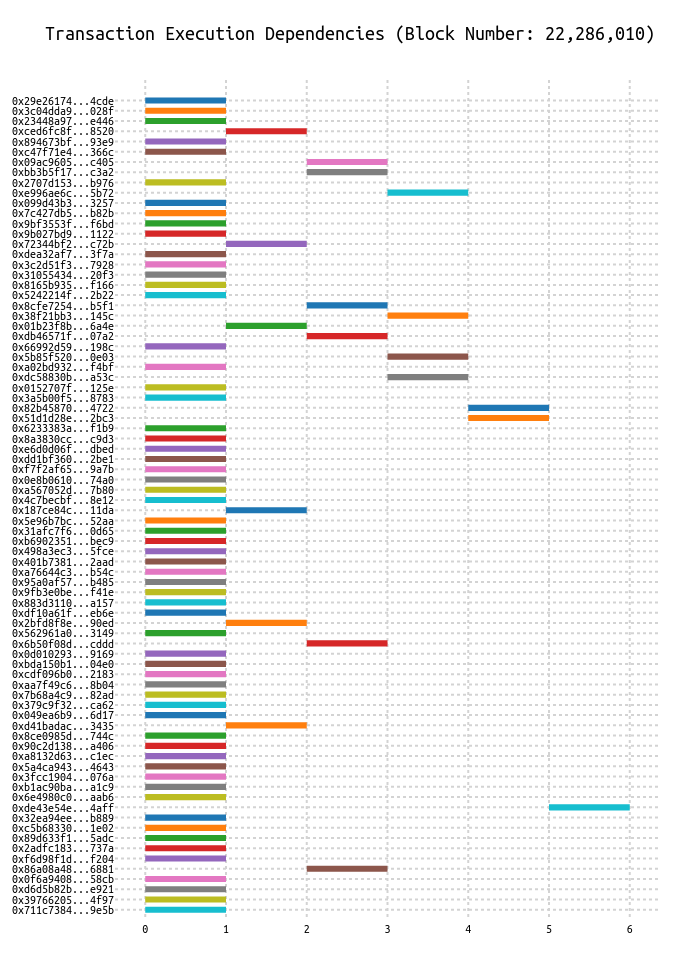 Transaction Execution Dependencies (Block Number: 22,286,010)
0x29e26174...4cde
0x3c04dda9...028f
0x23448a97...e446
0xced6fc8f...8520
0x894673bf...93e9
0xc47f71e4...366c
0x09ac9605...c405
0xbb3b5f17...c3a2
0x2707d153...b976
0xe996ae6c...5b72
0x099d43b3...3257
0x7c427db5...b82b
0x9bf3553f...f6bd
0x9b027bd9...1122
0x72344bf2...c72b
0xdea32af7...3f7a
0x3c2d51f3...7928
0x31055434...20f3
0x8165b935...f166
0x5242214f...2b22
0x8cfe7254...b5f1
0x38f21bb3...145c
0x01b23f8b...6a4e
0xdb46571f...07a2
0x66992d59...198c
0x5b85f520...0e03
0xa02bd932...f4bf
0xdc58830b...a53c
0x0152707f...125e
0x3a5b00f5...8783
0x82b45870...4722
0x51d1d28e...2bc3
0x6233383a...f1b9
0x8a3830cc...c9d3
0xe6d0d06f...dbed
0xdd1bf360...2be1
0xf7f2af65...9a7b
0x0e8b0610...74a0
0xa567052d...7b80
0x4c7becbf...8e12
0x187ce84c...11da
0x5e96b7bc...52aa
0x31afc7f6...0d65
0xb6902351...bec9
0x498a3ec3...5fce
0x401b7381...2aad
0xa76644c3...b54c
0x95a0af57...b485
0x9fb3e0be...f41e
0x883d3110...a157
0xdf10a61f...eb6e
0x2bfd8f8e...90ed
0x562961a0...3149
0x6b50f08d...cddd
0x0d010293...9169
0xbda150b1...04e0
0xcdf096b0...2183
0xaa7f49c6...8b04
0x7b68a4c9...82ad
0x379c9f32...ca62
0x049ea6b9...6d17
0xd41badac...3435
0x8ce0985d...744c
0x90c2d138...a406
0xa8132d63...c1ec
0x5a4ca943...4643
0x3fcc1904...076a
0xb1ac90ba...a1c9
0x6e4980c0...aab6
0xde43e54e...4aff
0x32ea94ee...b889
0xc5b68330...1e02
0x89d633f1...5adc
0x2adfc183...737a
0xf6d98f1d...f204
0x86a08a48...6881
0x0f6a9408...58cb
0xd6d5b82b...e921
0x39766205...4f97
0x711c7384...9e5b
0 1 2 3 4 5 6